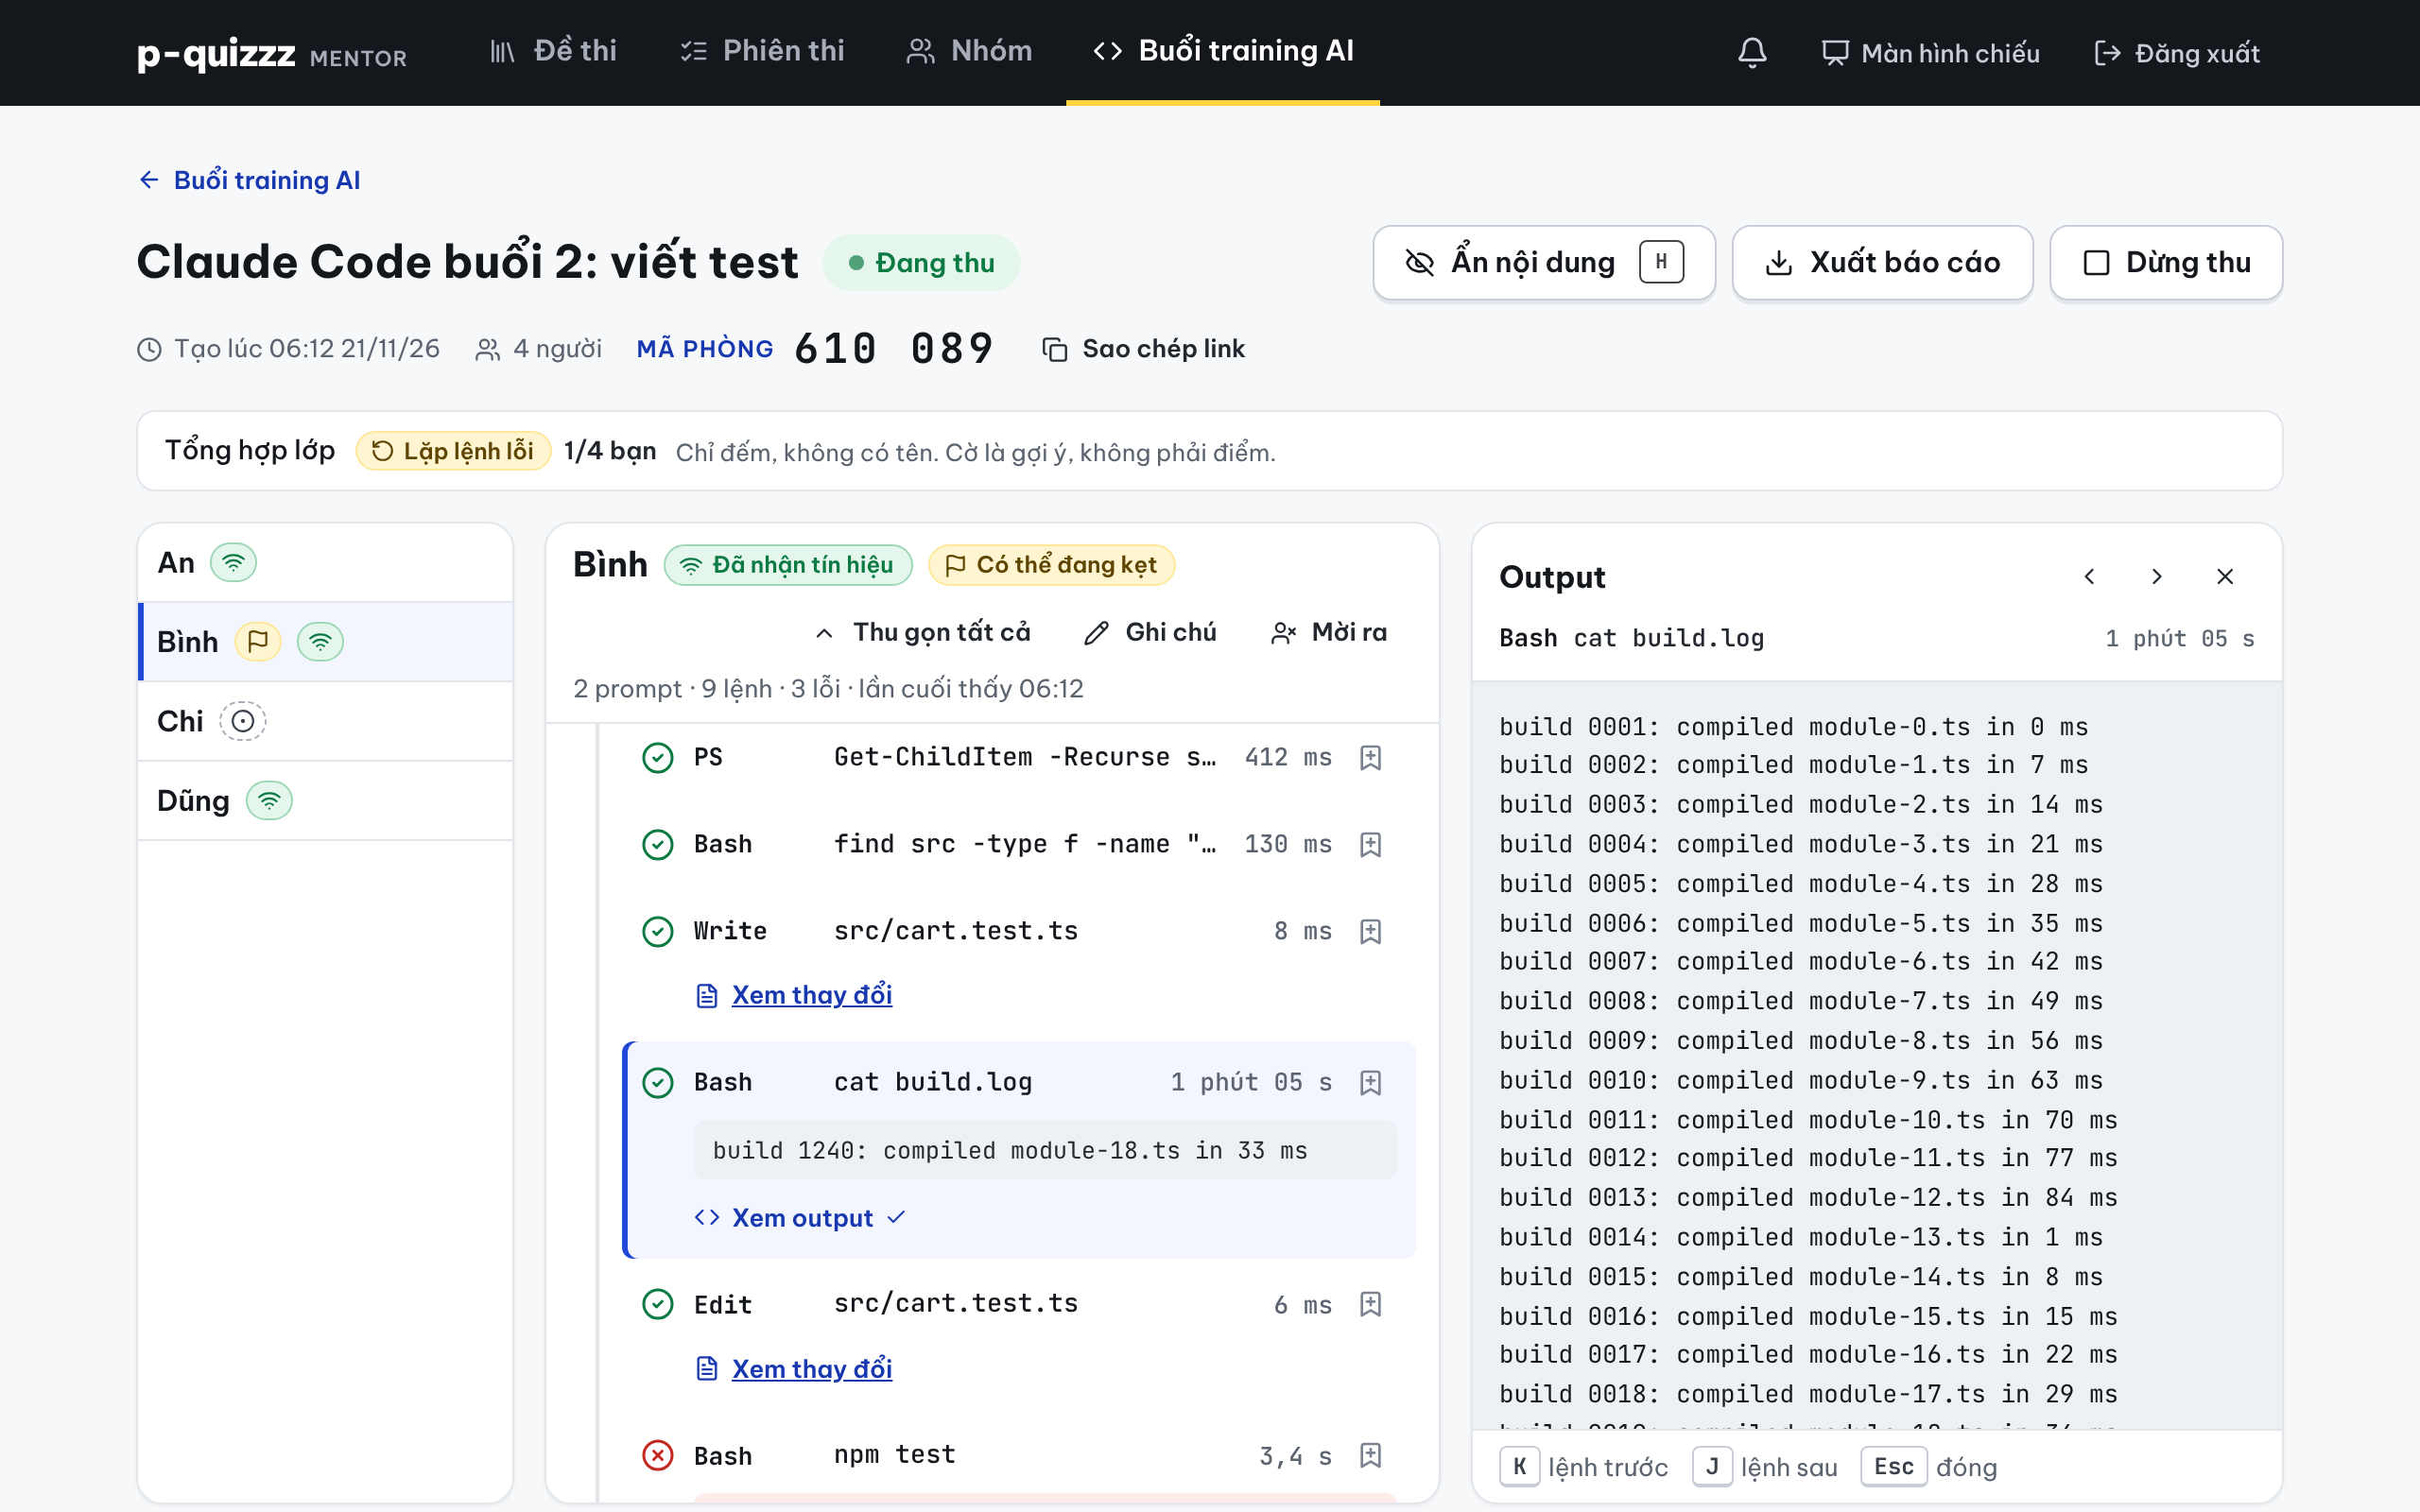 p-quizzz MENTOR
Đề thi
Phiên thi
Nhóm
Buổi training AI
Màn hình chiếu
Đăng xuất
Buổi training AI
Claude Code buổi 2: viết test
Đang thu
Ẩn nội dung H
Xuất báo cáo
Dừng thu
Tạo lúc 06:12 21/11/26
4 người
MÃ PHÒNG 610 089
Sao chép link
Tổng hợp lớp
Lặp lệnh lỗi
1/4 bạn
Chỉ đếm, không có tên. Cờ là gợi ý, không phải điểm.
An
Bình
Chi
Dũng
Bình
Đã nhận tín hiệu
Có thể đang kẹt
Thu gọn tất cả
Ghi chú
Mời ra
2 prompt · 9 lệnh · 3 lỗi · lần cuối thấy 06:12
PS Get-ChildItem -Recurse s… 412 ms
Bash find src -type f -name "… 130 ms
Write src/cart.test.ts 8 ms
Xem thay đổi
Bash cat build.log 1 phút 05 s
build 1240: compiled module-18.ts in 33 ms
Xem output
Edit src/cart.test.ts 6 ms
Xem thay đổi
Bash npm test 3,4 s
Output
Bash cat build.log 1 phút 05 s
build 0001: compiled module-0.ts in 0 ms
build 0002: compiled module-1.ts in 7 ms
build 0003: compiled module-2.ts in 14 ms
build 0004: compiled module-3.ts in 21 ms
build 0005: compiled module-4.ts in 28 ms
build 0006: compiled module-5.ts in 35 ms
build 0007: compiled module-6.ts in 42 ms
build 0008: compiled module-7.ts in 49 ms
build 0009: compiled module-8.ts in 56 ms
build 0010: compiled module-9.ts in 63 ms
build 0011: compiled module-10.ts in 70 ms
build 0012: compiled module-11.ts in 77 ms
build 0013: compiled module-12.ts in 84 ms
build 0014: compiled module-13.ts in 1 ms
build 0015: compiled module-14.ts in 8 ms
build 0016: compiled module-15.ts in 15 ms
build 0017: compiled module-16.ts in 22 ms
build 0018: compiled module-17.ts in 29 ms
K lệnh trước
J lệnh sau
Esc đóng